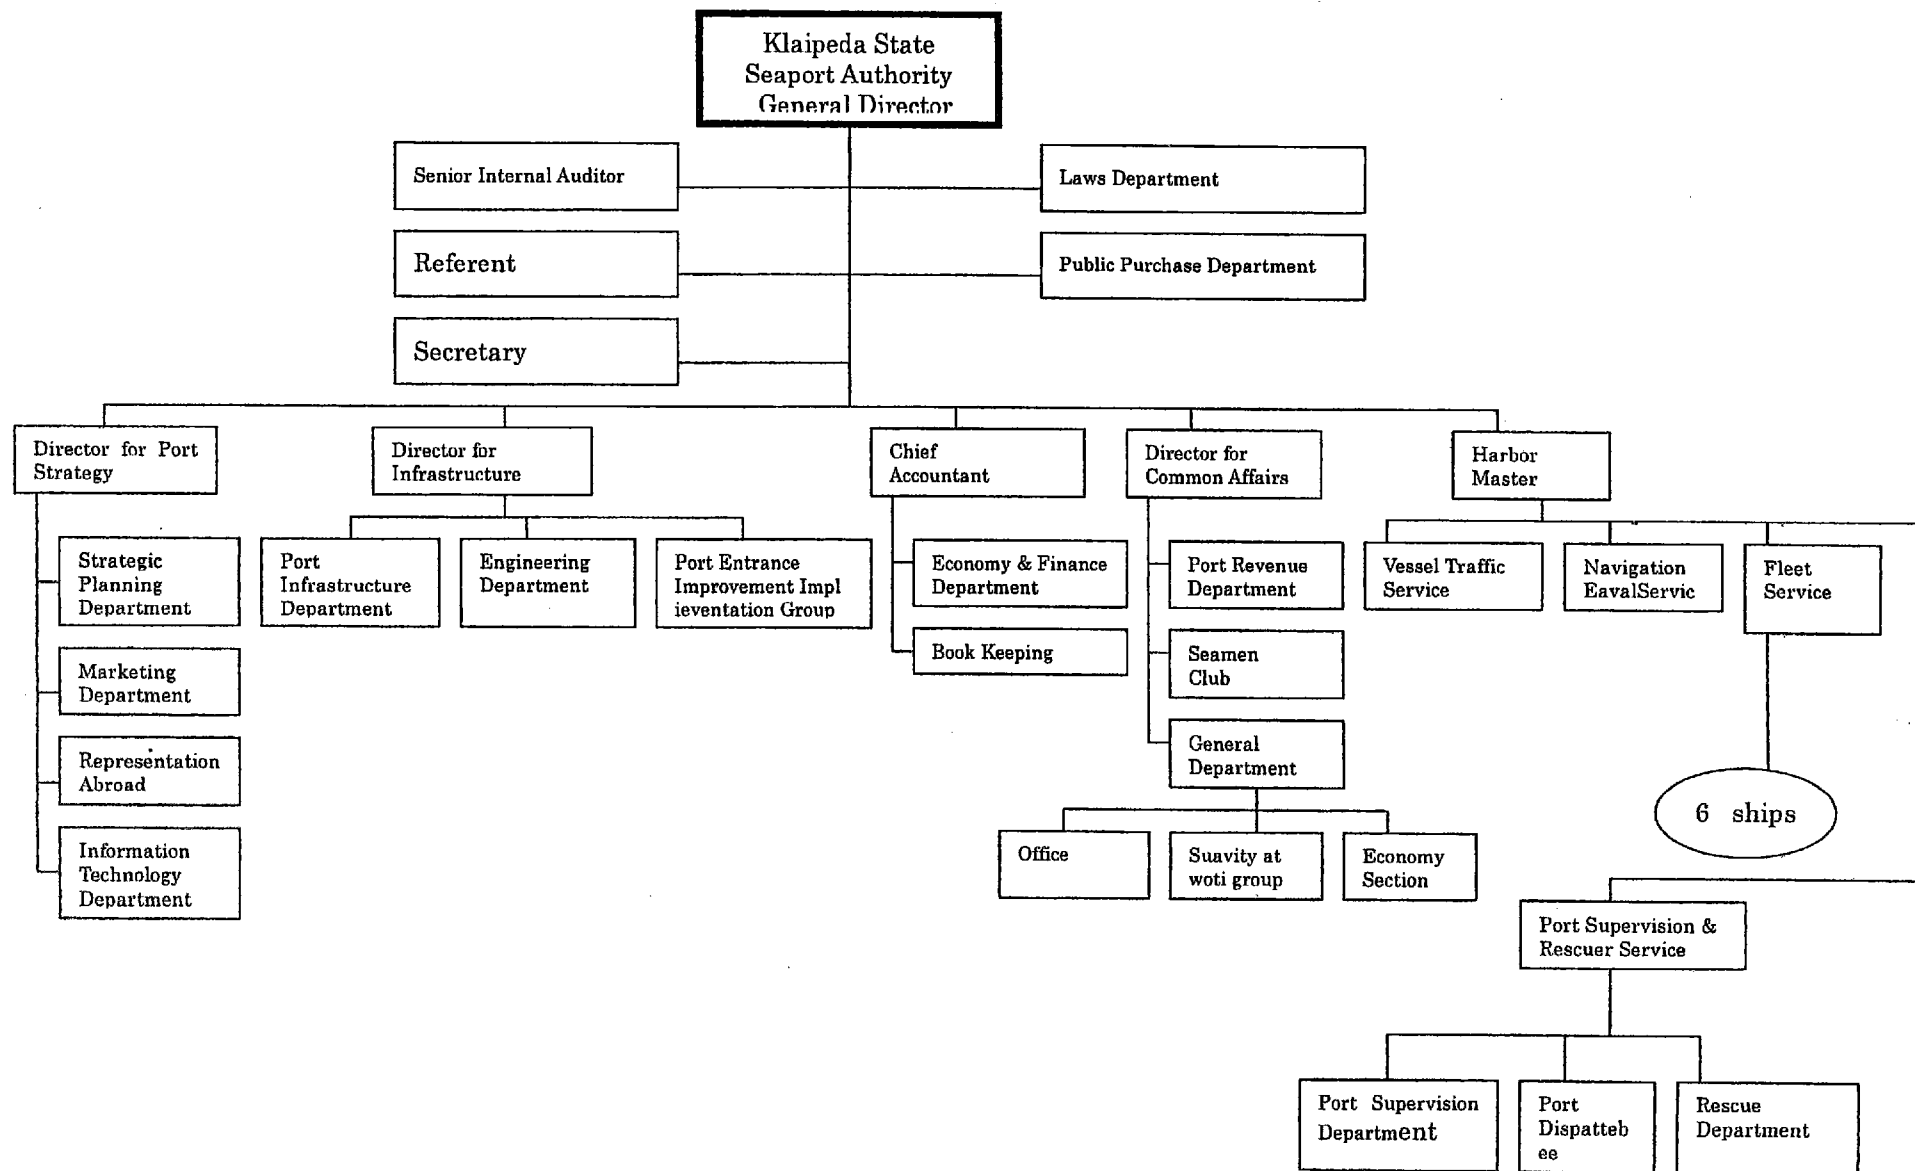 Klaipeda State
Seaport Authority
General Director
Senior Internal Auditor
Laws Department
Referent
Public Purchase Department
Secretary
Director for Port
Strategy
Director for
Infrastructure
Chief
Accountant
Director for
Common Affairs
Harbor
Master
Strategic
Planning
Department
Port
Infrastructure
Department
Engineering
Department
Port Entrance
Improvement Impl
ieventation Group
Economy & Finance
Department
Port Revenue
Department
Vessel Traffic
Service
Navigation
EavalServic
Fleet
Service
Book Keeping
Seamen
Club
Marketing
Department
General
Department
Representation
Abroad
6 ships
Information
Technology
Department
Office
Suavity at
woti group
Economy
Section
Port Supervision &
Rescuer Service
Port Supervision
Department
Port
Dispatteb
ee
Rescue
Department